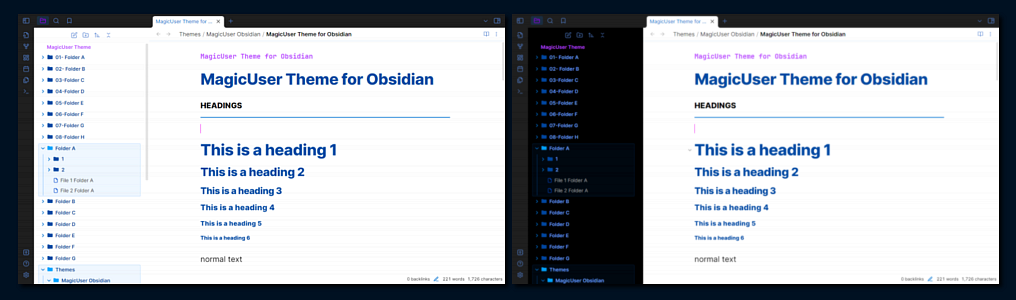 MagicUser Theme for ...
Themes / MagicUser Obsidian / MagicUser Theme for Obsidian
MagicUser Theme
01- Folder A
02- Folder B
03-Folder C
04-Folder D
05-Folder E
06-Folder F
07-Folder G
08-Folder H
Folder A
1
2
File 1 Folder A
File 2 Folder A
Folder B
Folder C
Folder D
Folder E
Folder F
Folder G
Themes
MagicUser Obsidian
MagicUser Theme for Obsidian
MagicUser Theme for Obsidian
HEADINGS
This is a heading 1
This is a heading 2
This is a heading 3
This is a heading 4
This is a heading 5
This is a heading 6
normal text
0 backlinks 221 words 1,726 characters
MagicUser Theme for ...
Themes / MagicUser Obsidian / MagicUser Theme for Obsidian
MagicUser Theme
01- Folder A
02- Folder B
03-Folder C
04-Folder D
05-Folder E
06-Folder F
07-Folder G
08-Folder H
Folder A
1
2
File 1 Folder A
File 2 Folder A
Folder B
Folder C
Folder D
Folder E
Folder F
Folder G
Themes
MagicUser Obsidian
MagicUser Theme for Obsidian
MagicUser Theme for Obsidian
HEADINGS
This is a heading 1
This is a heading 2
This is a heading 3
This is a heading 4
This is a heading 5
This is a heading 6
normal text
0 backlinks 221 words 1,726 characters